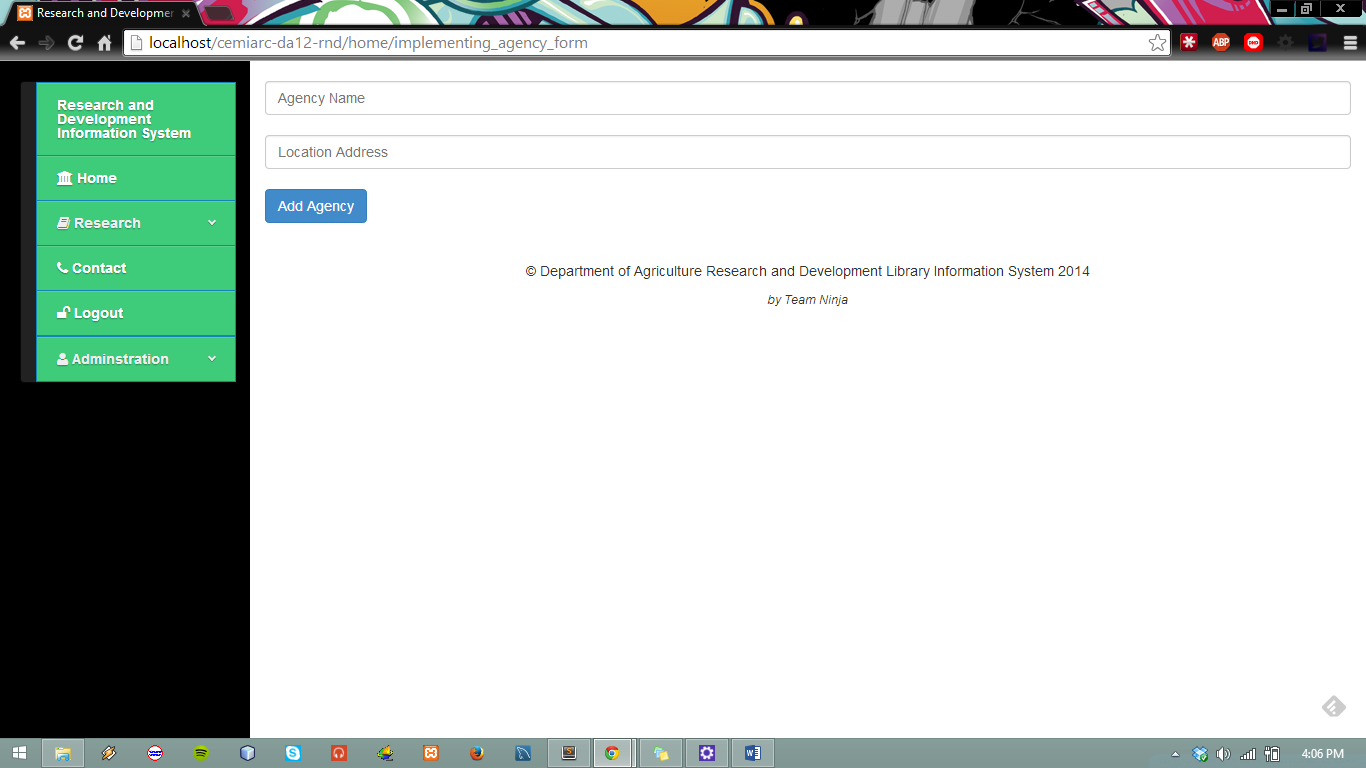 Research and Developmer
localhost/cemiarc-da12-rnd/home/implementing_agency_form
ABP
Research and
Development
Information System
Home
Research
Contact
Logout
Adminstration
Agency Name
Location Address
Add Agency
© Department of Agriculture Research and Development Library Information System 2014
by Team Ninja
4:06 PM